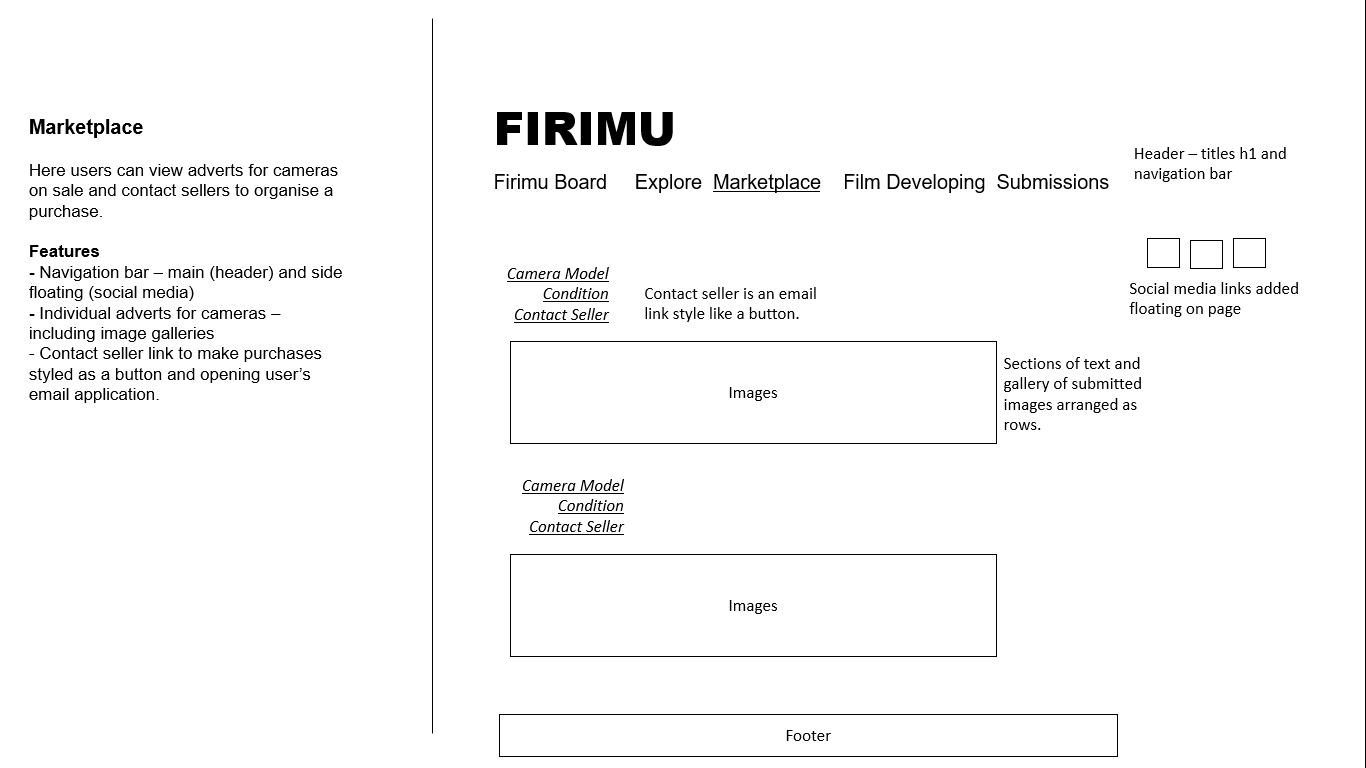 Marketplace
Here users can view adverts for cameras
on sale and contact sellers to organise a
purchase.
Features
- Navigation bar – main (header) and side
floating (social media)
- Individual adverts for cameras –
including image galleries
- Contact seller link to make purchases
styled as a button and opening user’s
email application.
FIRIMU
Firimu Board Explore Marketplace Film Developing Submissions
Header – titles h1 and
navigation bar
Social media links added
floating on page
Camera Model
Condition
Contact Seller
Contact seller is an email
link style like a button.
Images
Sections of text and
gallery of submitted
images arranged as
rows.
Camera Model
Condition
Contact Seller
Images
Footer